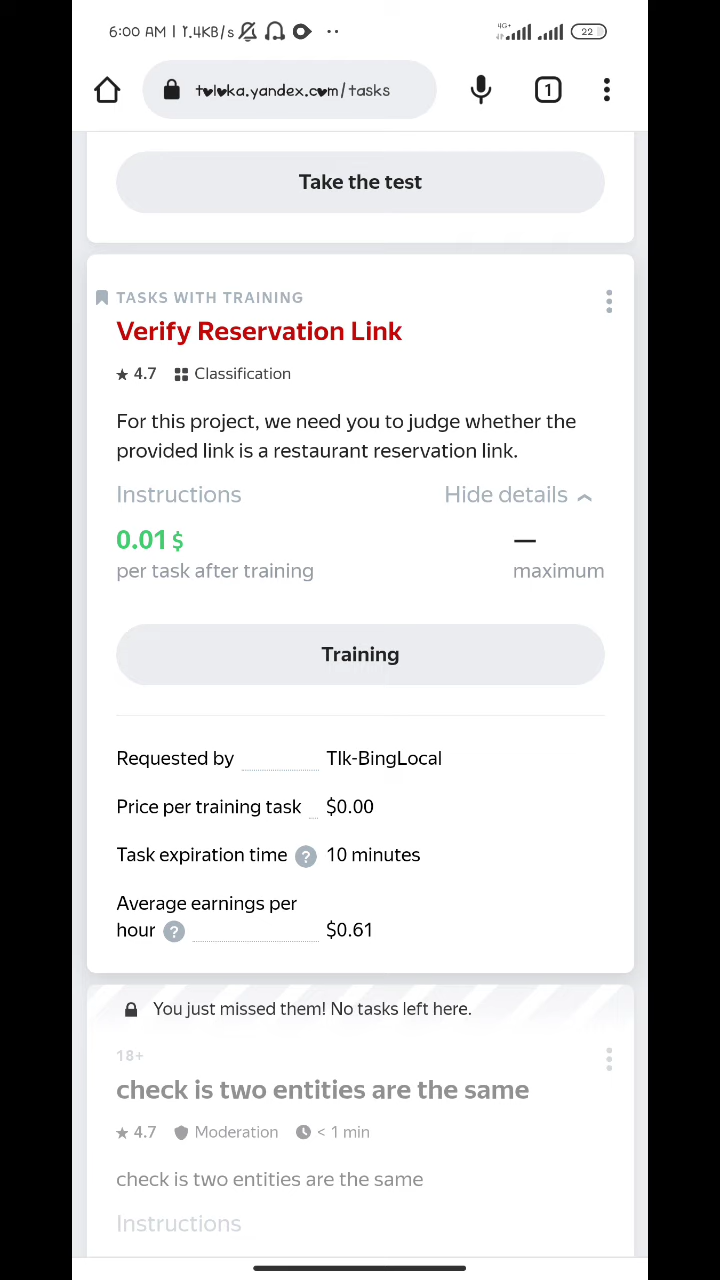 6:00 AM | 1.4KB/s ··
4G+ 22
t♥l♥ka.yandex.c♥m/tasks 1
Take the test
TASKS WITH TRAINING
Verify Reservation Link
★ 4.7 Classification
For this project, we need you to judge whether the
provided link is a restaurant reservation link.
Instructions Hide details
0.01 $ —
per task after training maximum
Training
Requested by Tlk-BingLocal
Price per training task $0.00
Task expiration time ? 10 minutes
Average earnings per
hour ? $0.61
You just missed them! No tasks left here.
18+
check is two entities are the same
★ 4.7 Moderation < 1 min
check is two entities are the same
Instructions